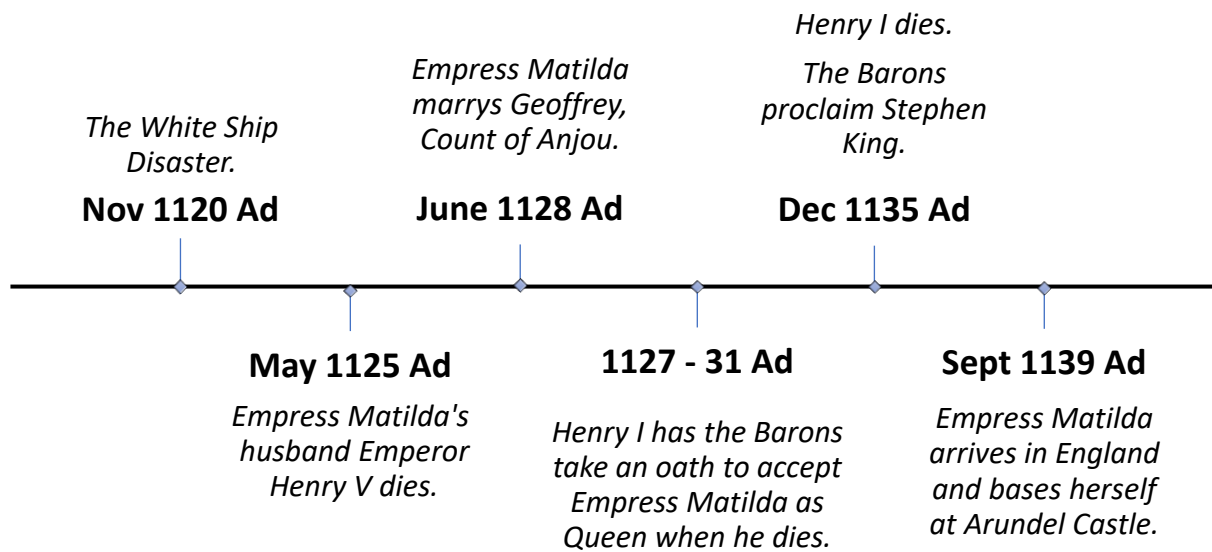 The White Ship
Disaster.
Nov 1120 Ad
May 1125 Ad
Empress Matilda's
husband Emperor
Henry V dies.
Empress Matilda
marrys Geoffrey,
Count of Anjou.
June 1128 Ad
1127 - 31 Ad
Henry I has the Barons
take an oath to accept
Empress Matilda as
Queen when he dies.
Henry I dies.
The Barons
proclaim Stephen
King.
Dec 1135 Ad
Sept 1139 Ad
Empress Matilda
arrives in England
and bases herself
at Arundel Castle.